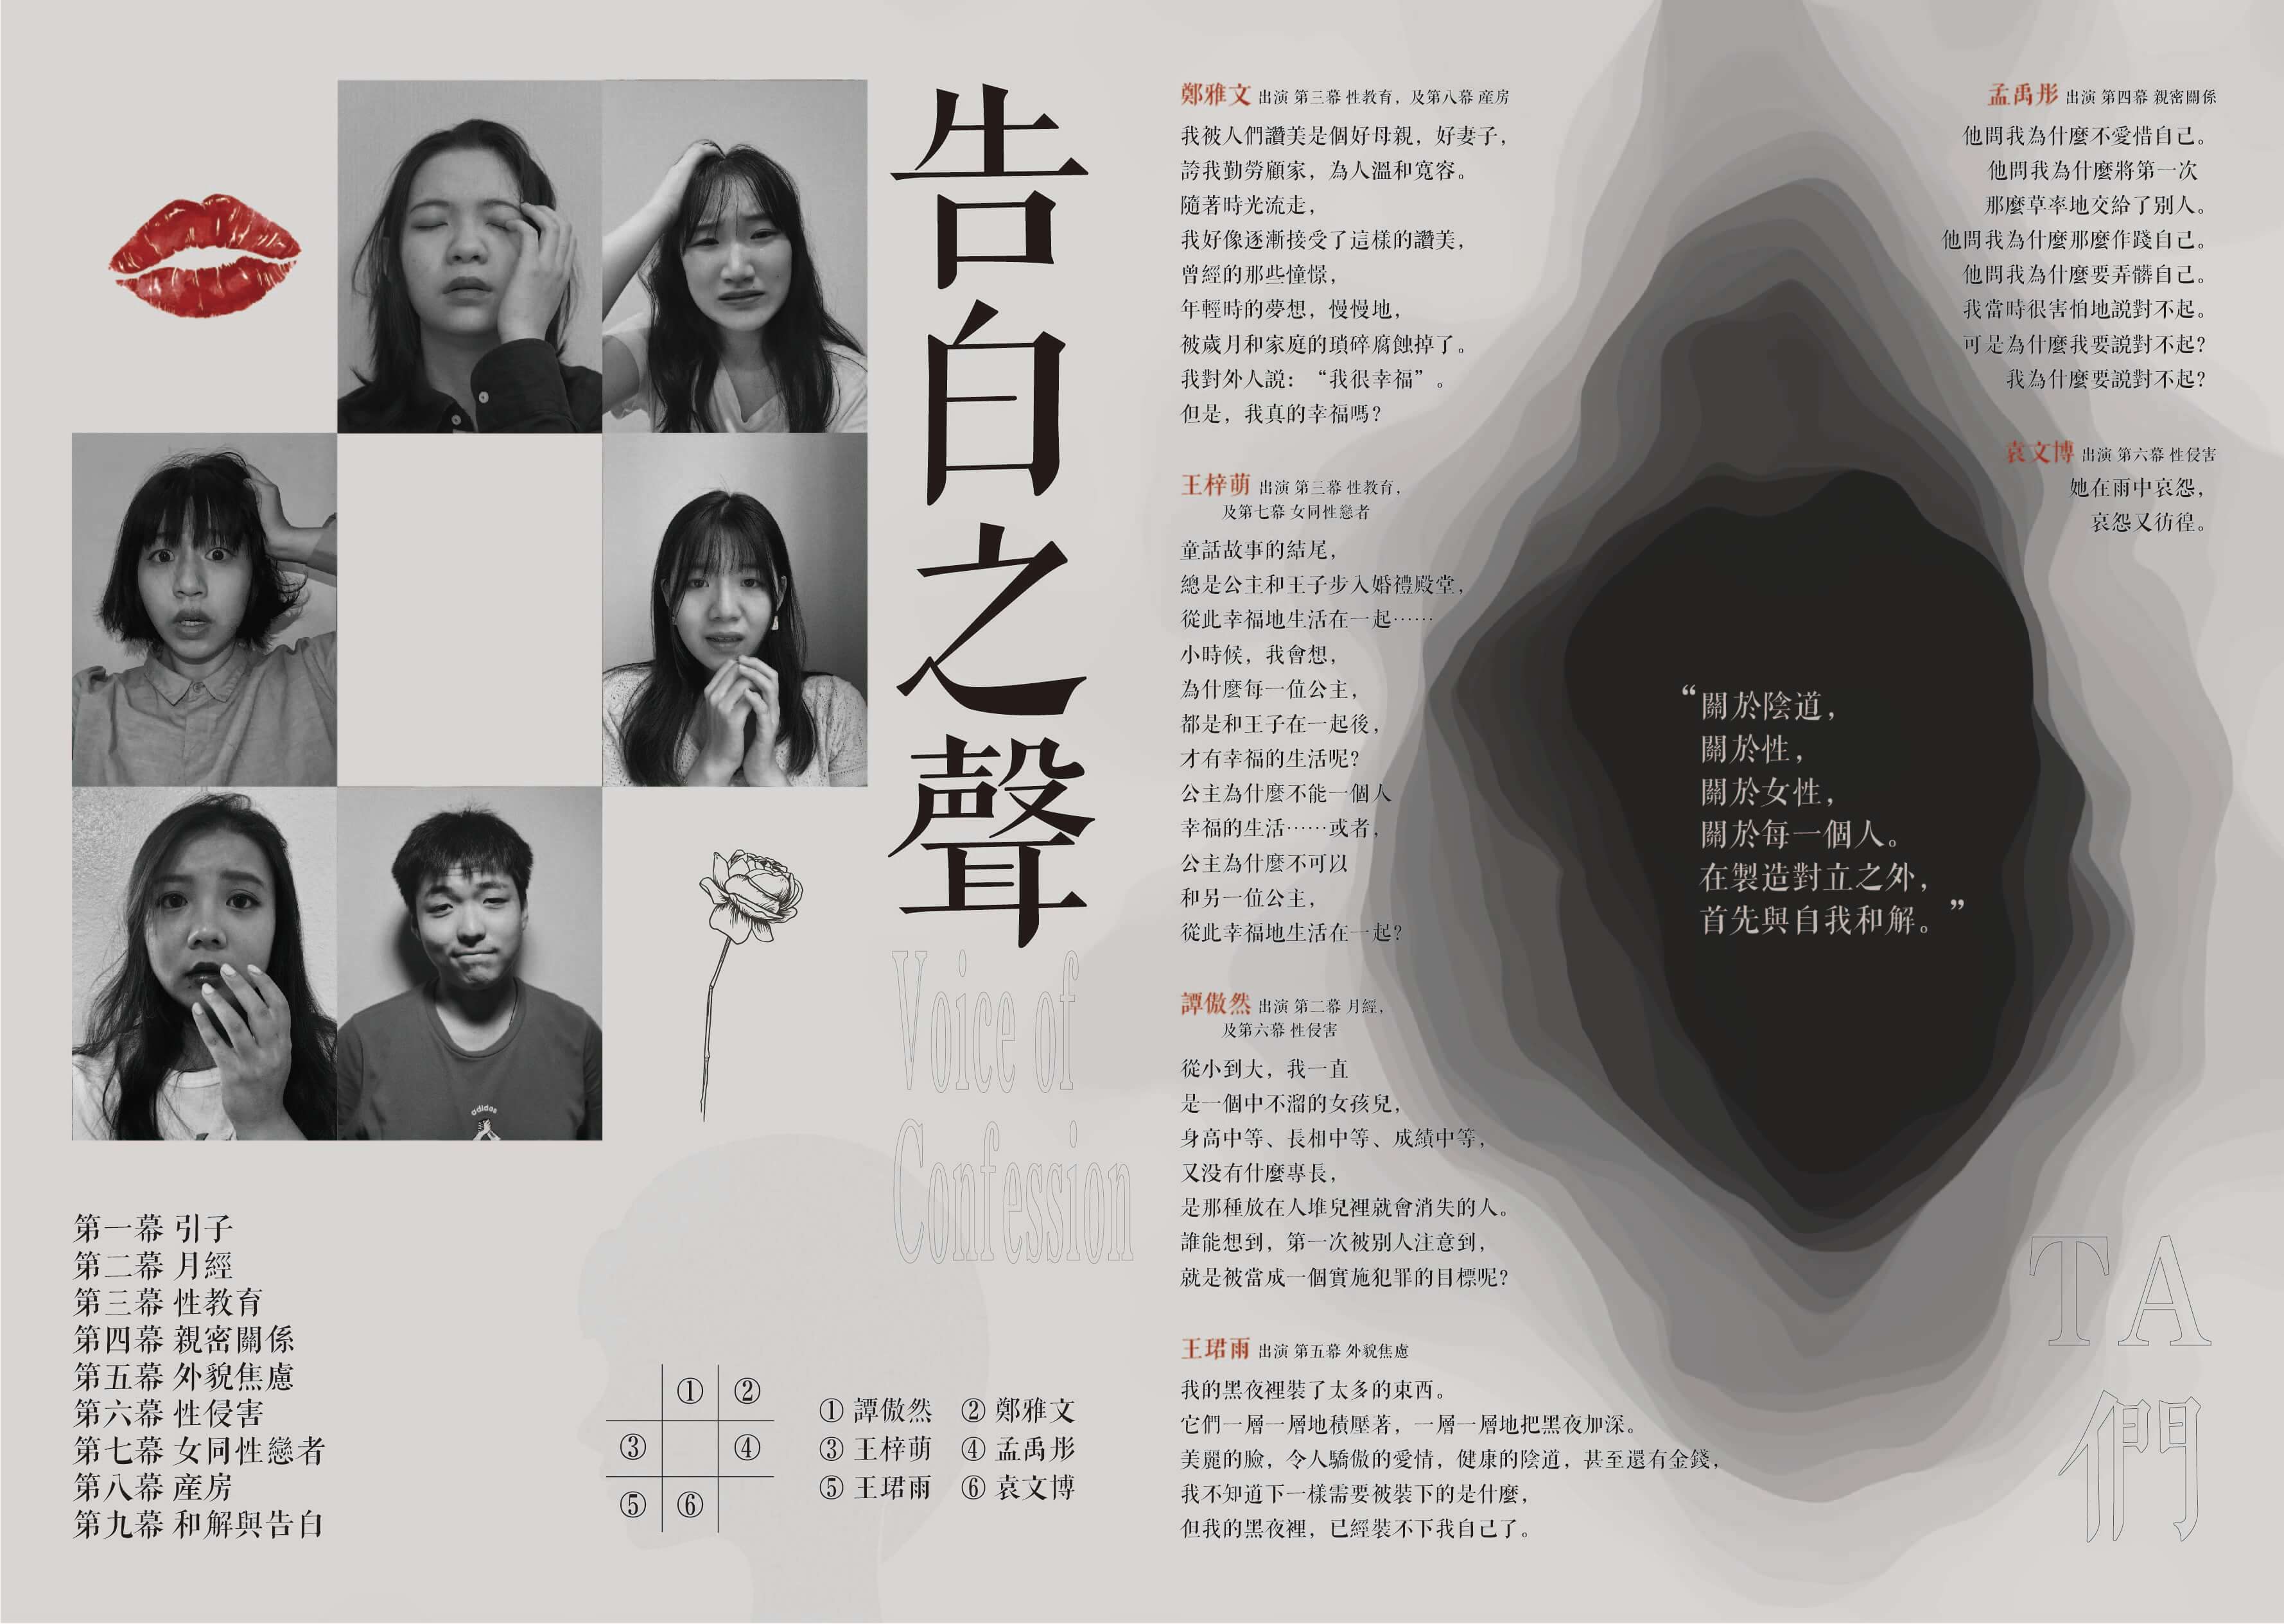 告白之聲
Voice of
Confession
adidas
第一幕 引子
第二幕 月經
第三幕 性教育
第四幕 親密關係
第五幕 外貌焦慮
第六幕 性侵害
第七幕 女同性戀者
第八幕 産房
第九幕 和解與告白
① ②
③ ④
⑤ ⑥
① 譚傲然 ② 鄭雅文
③ 王梓萌 ④ 孟禹彤
⑤ 王珺雨 ⑥ 袁文博
鄭雅文 出演 第三幕 性教育，及第八幕 産房
我被人們讚美是個好母親，好妻子，
誇我勤勞顧家，為人溫和寬容。
隨著時光流走，
我好像逐漸接受了這樣的讚美，
曾經的那些憧憬，
年輕時的夢想，慢慢地，
被歲月和家庭的瑣碎腐蝕掉了。
我對外人説：“我很幸福”。
但是，我真的幸福嗎？
王梓萌 出演 第三幕 性教育，
及第七幕 女同性戀者
童話故事的結尾，
總是公主和王子步入婚禮殿堂，
從此幸福地生活在一起……
小時候，我會想，
為什麼每一位公主，
都是和王子在一起後，
才有幸福的生活呢？
公主為什麼不能一個人
幸福的生活……或者，
公主為什麼不可以
和另一位公主，
從此幸福地生活在一起？
譚傲然 出演 第二幕 月經，
及第六幕 性侵害
從小到大，我一直
是一個中不溜的女孩兒，
身高中等、長相中等、成績中等，
又没有什麼專長，
是那種放在人堆兒裡就會消失的人。
誰能想到，第一次被別人注意到，
就是被當成一個實施犯罪的目標呢？
王珺雨 出演 第五幕 外貌焦慮
我的黑夜裡裝了太多的東西。
它們一層一層地積壓著，一層一層地把黑夜加深。
美麗的臉，令人驕傲的愛情，健康的陰道，甚至還有金錢，
我不知道下一樣需要被裝下的是什麼，
但我的黑夜裡，已經裝不下我自己了。
孟禹彤 出演 第四幕 親密關係
他問我為什麼不愛惜自己。
他問我為什麼將第一次
那麼草率地交給了別人。
他問我為什麼那麼作踐自己。
他問我為什麼要弄髒自己。
我當時很害怕地説對不起。
可是為什麼我要説對不起？
我為什麼要説對不起？
袁文博 出演 第六幕 性侵害
她在雨中哀怨，
哀怨又彷徨。
“關於陰道，
關於性，
關於女性，
關於每一個人。
在製造對立之外，
首先與自我和解。”
TA
們